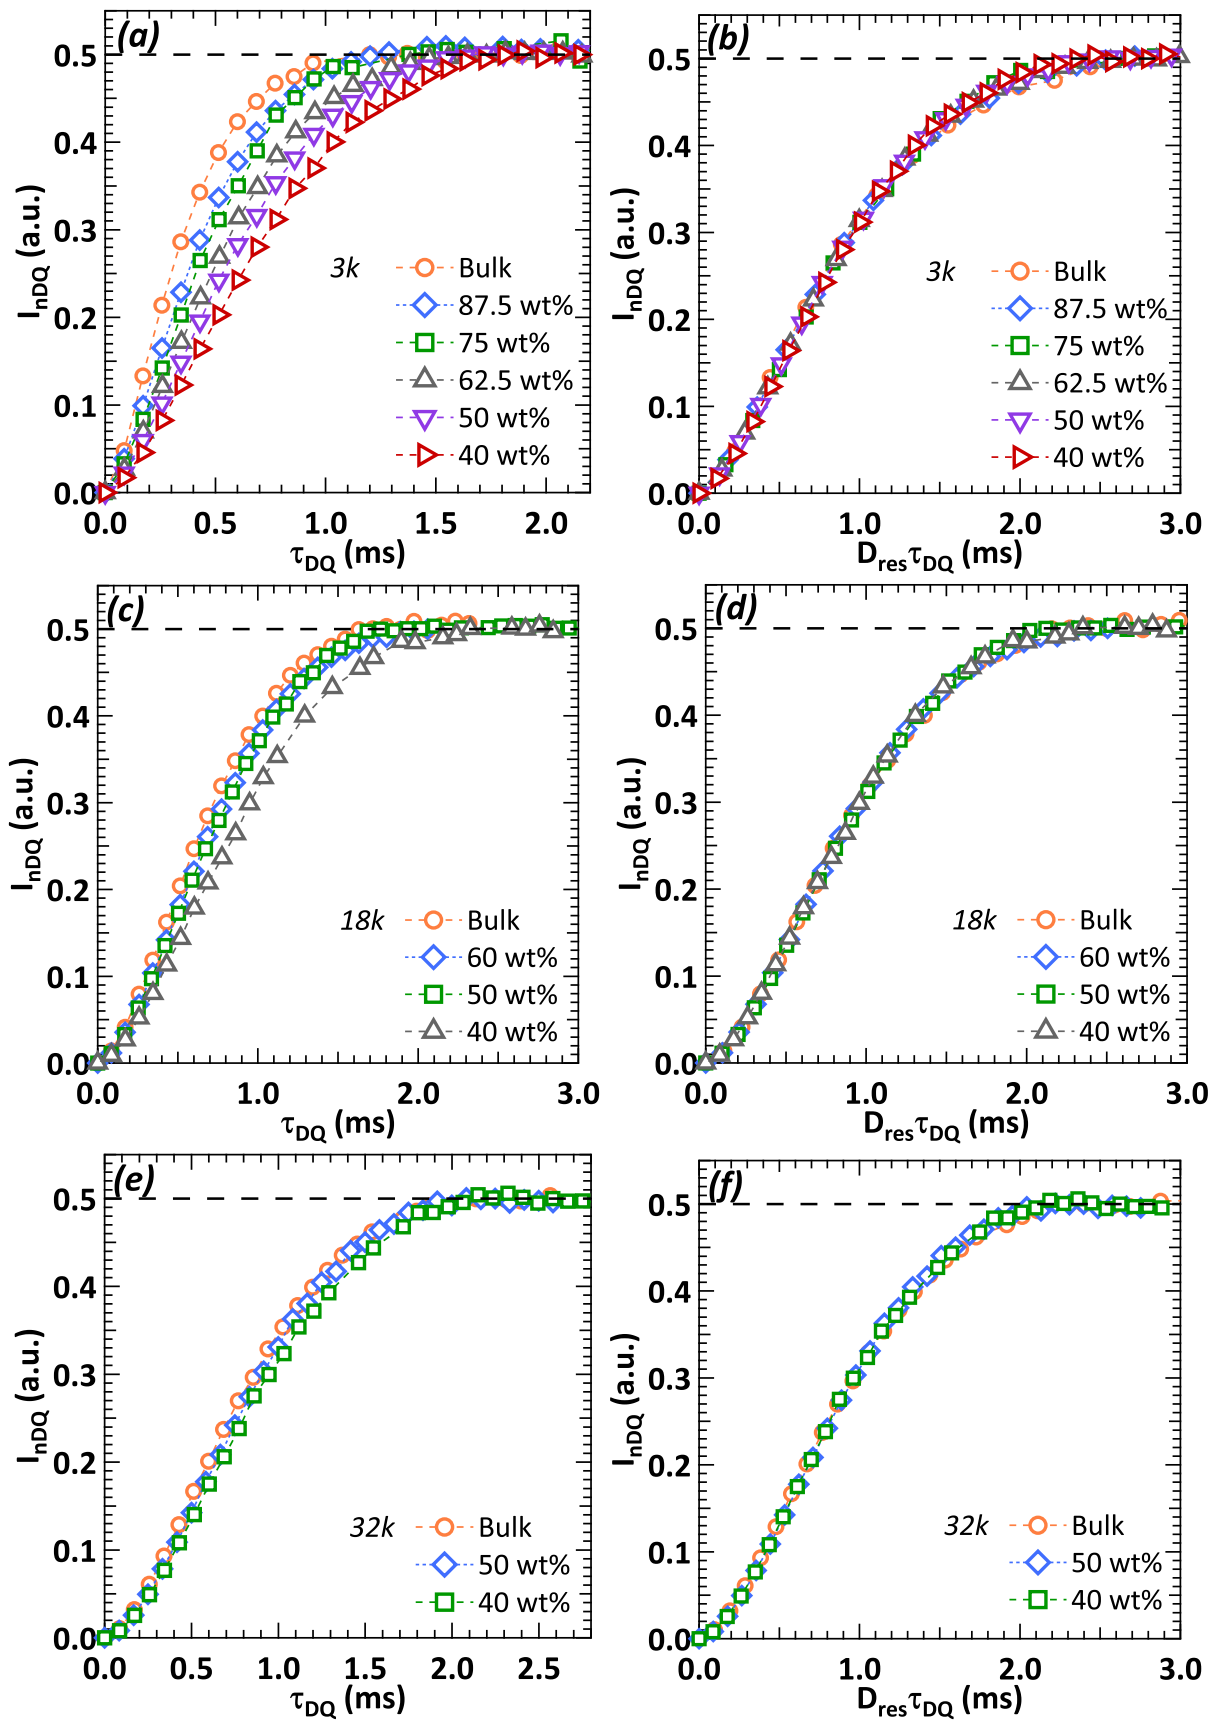 (a)
0.5
0.4
0.3
0.2
0.1
0.0
I_nDQ (a.u.)
3k
Bulk
87.5 wt%
75 wt%
62.5 wt%
50 wt%
40 wt%
0.0 0.5 1.0 1.5 2.0
τ_DQ (ms)
(b)
0.5
0.4
0.3
0.2
0.1
0.0
I_nDQ (a.u.)
3k
Bulk
87.5 wt%
75 wt%
62.5 wt%
50 wt%
40 wt%
0.0 1.0 2.0 3.0
D_resτ_DQ (ms)
(c)
0.5
0.4
0.3
0.2
0.1
0.0
I_nDQ (a.u.)
18k
Bulk
60 wt%
50 wt%
40 wt%
0.0 1.0 2.0 3.0
τ_DQ (ms)
(d)
0.5
0.4
0.3
0.2
0.1
0.0
I_nDQ (a.u.)
18k
Bulk
60 wt%
50 wt%
40 wt%
0.0 1.0 2.0 3.0
D_resτ_DQ (ms)
(e)
0.5
0.4
0.3
0.2
0.1
0.0
I_nDQ (a.u.)
32k
Bulk
50 wt%
40 wt%
0.0 0.5 1.0 1.5 2.0 2.5
τ_DQ (ms)
(f)
0.5
0.4
0.3
0.2
0.1
0.0
I_nDQ (a.u.)
32k
Bulk
50 wt%
40 wt%
0.0 1.0 2.0 3.0
D_resτ_DQ (ms)